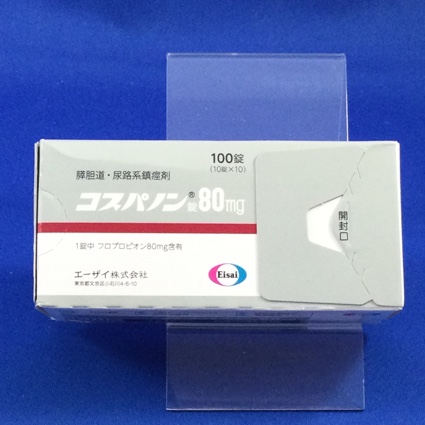 100錠
(10錠×10)
膵胆道・尿路系鎮痙剤
コスパノン®錠80mg
開封口
1錠中 フロプロピオン80mg含有
エーザイ株式会社
東京都文京区小石川4-6-10
Eisai